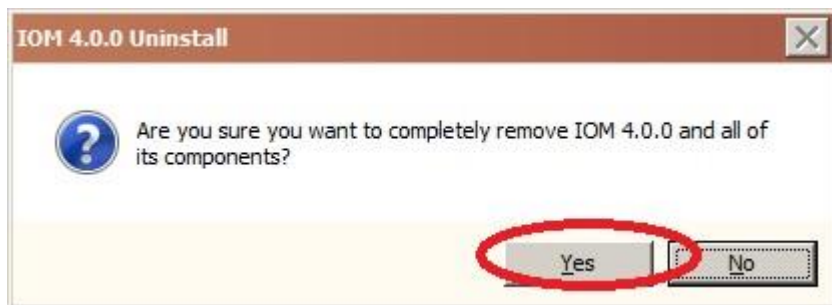 IOM 4.0.0 Uninstall
Are you sure you want to completely remove IOM 4.0.0 and all of
its components?
Yes No